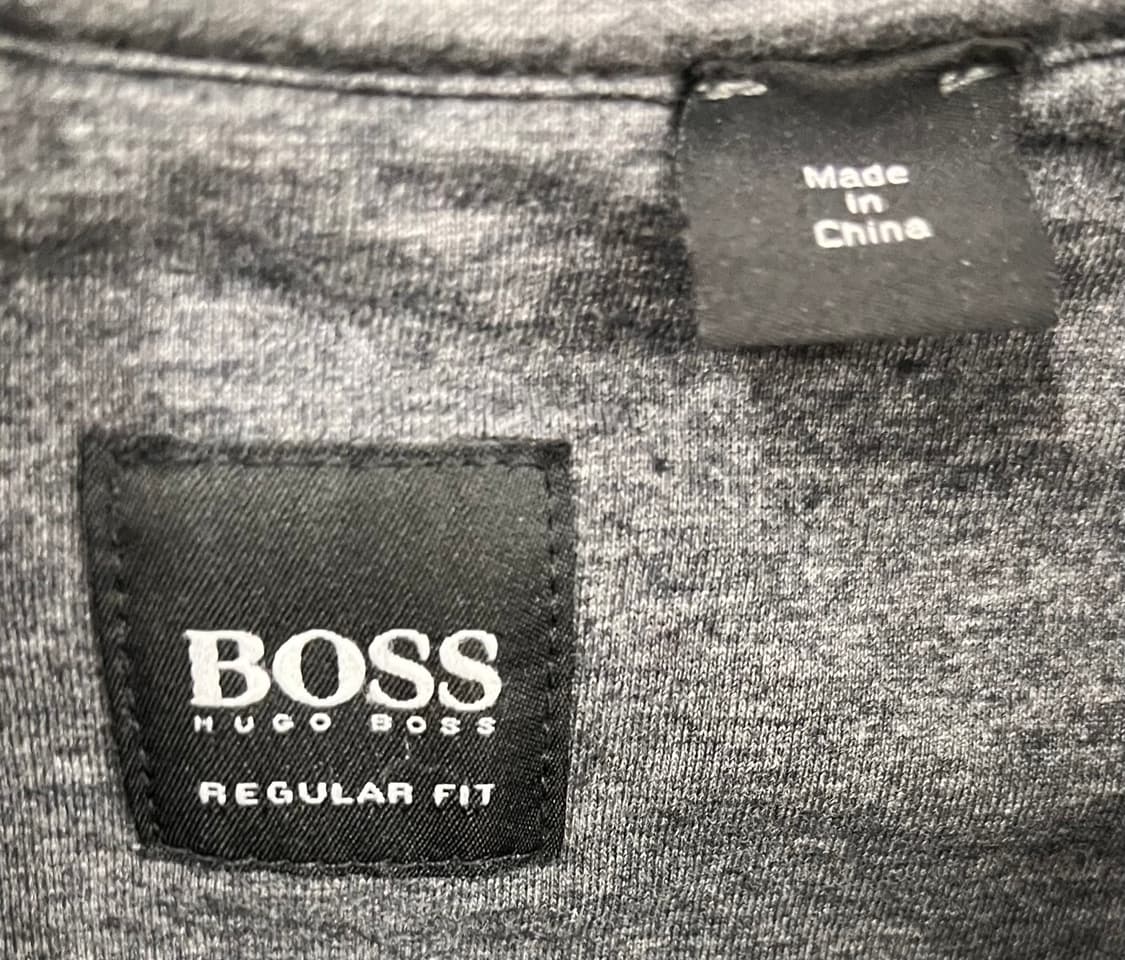 Made
in
China
BOSS
HUGO BOSS
REGULAR FIT